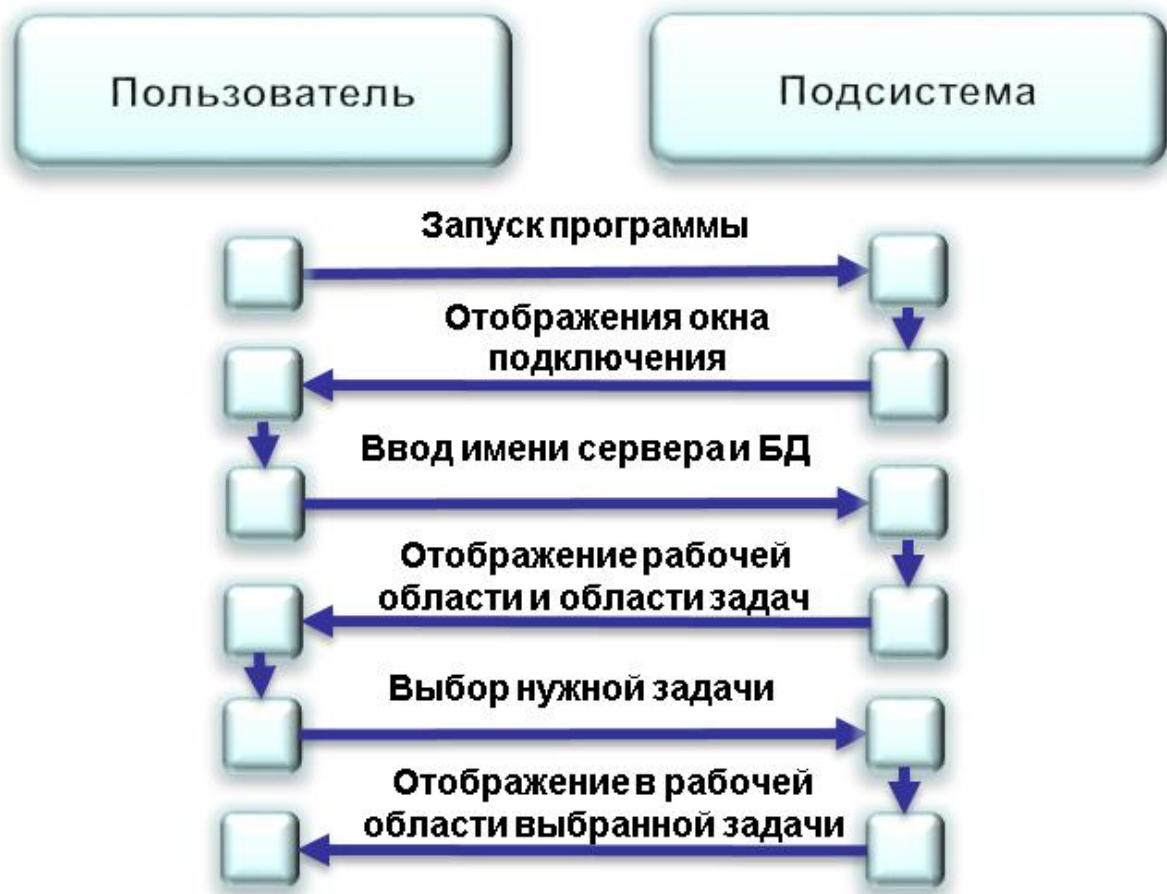 Пользователь
Подсистема
Запуск программы
Отображения окна
подключения
Ввод имени сервера и БД
Отображение рабочей
области и области задач
Выбор нужной задачи
Отображение в рабочей
области выбранной задачи